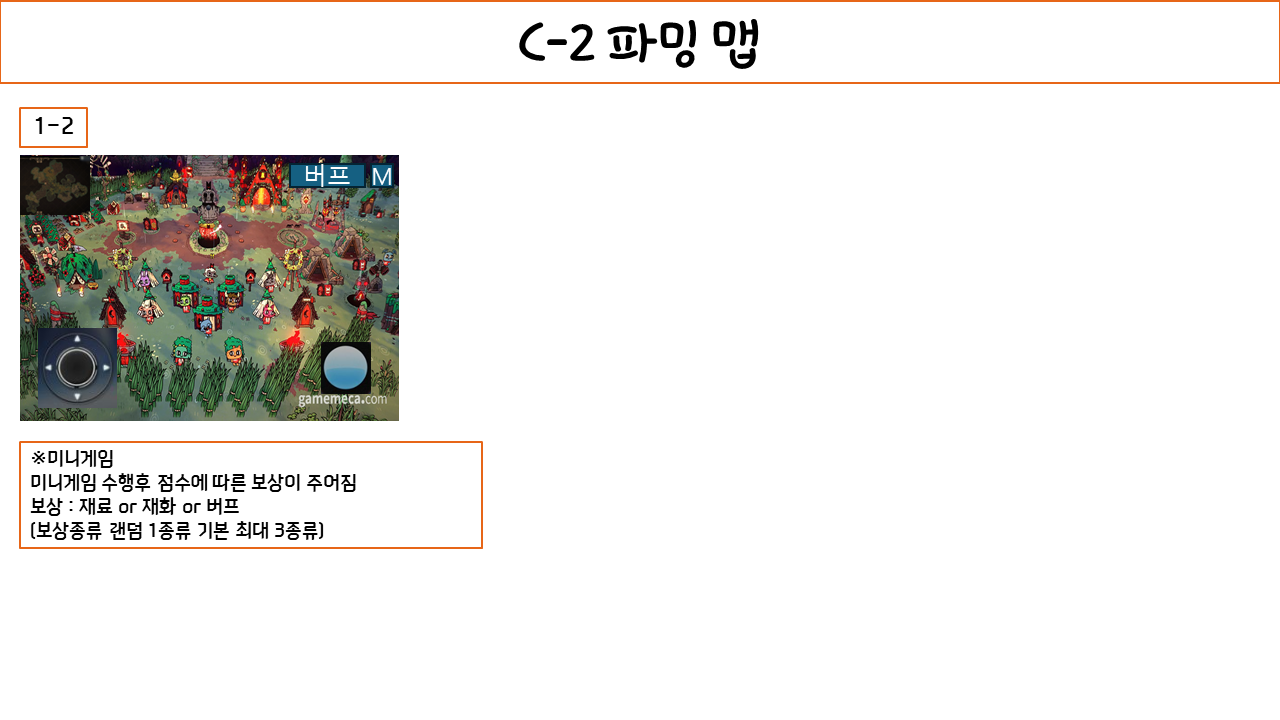 C-2 파밍 맵
1-2
버프 M
gamemeca.com
※미니게임
미니게임 수행후 점수에 따른 보상이 주어짐
보상 : 재료 or 재화 or 버프
(보상종류 랜덤 1종류 기본 최대 3종류)